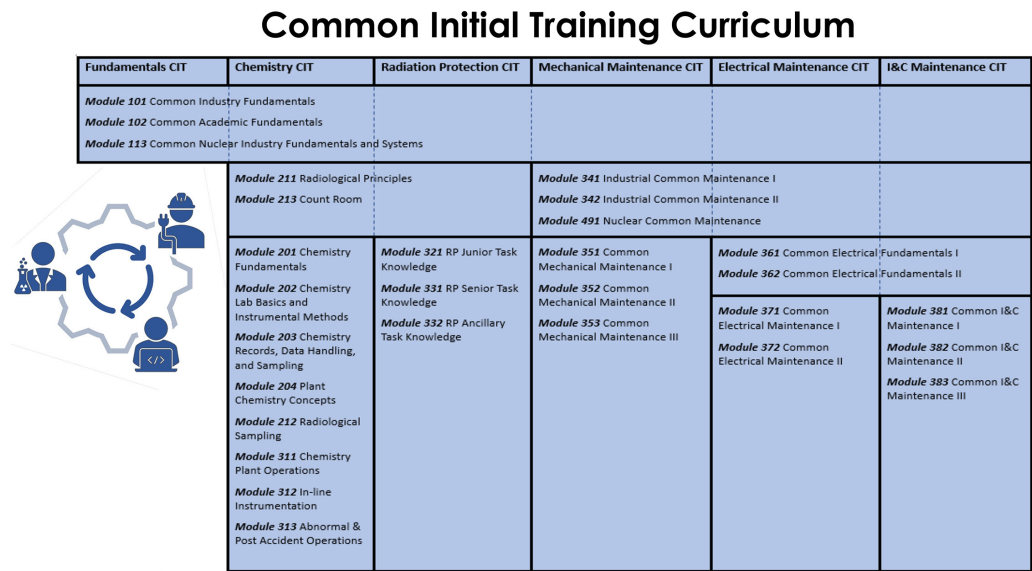 Common Initial Training Curriculum
Fundamentals CIT
Chemistry CIT
Radiation Protection CIT
Mechanical Maintenance CIT
Electrical Maintenance CIT
I&C Maintenance CIT
Module 101 Common Industry Fundamentals
Module 102 Common Academic Fundamentals
Module 113 Common Nuclear Industry Fundamentals and Systems
Module 211 Radiological Principles
Module 213 Count Room
Module 341 Industrial Common Maintenance I
Module 342 Industrial Common Maintenance II
Module 491 Nuclear Common Maintenance
Module 201 Chemistry
Fundamentals
Module 202 Chemistry
Lab Basics and
Instrumental Methods
Module 203 Chemistry
Records, Data Handling,
and Sampling
Module 204 Plant
Chemistry Concepts
Module 212 Radiological
Sampling
Module 311 Chemistry
Plant Operations
Module 312 In-line
Instrumentation
Module 313 Abnormal &
Post Accident Operations
Module 321 RP Junior Task
Knowledge
Module 331 RP Senior Task
Knowledge
Module 332 RP Ancillary
Task Knowledge
Module 351 Common
Mechanical Maintenance I
Module 352 Common
Mechanical Maintenance II
Module 353 Common
Mechanical Maintenance III
Module 361 Common Electrical Fundamentals I
Module 362 Common Electrical Fundamentals II
Module 371 Common
Electrical Maintenance I
Module 372 Common
Electrical Maintenance II
Module 381 Common I&C
Maintenance I
Module 382 Common I&C
Maintenance II
Module 383 Common I&C
Maintenance III